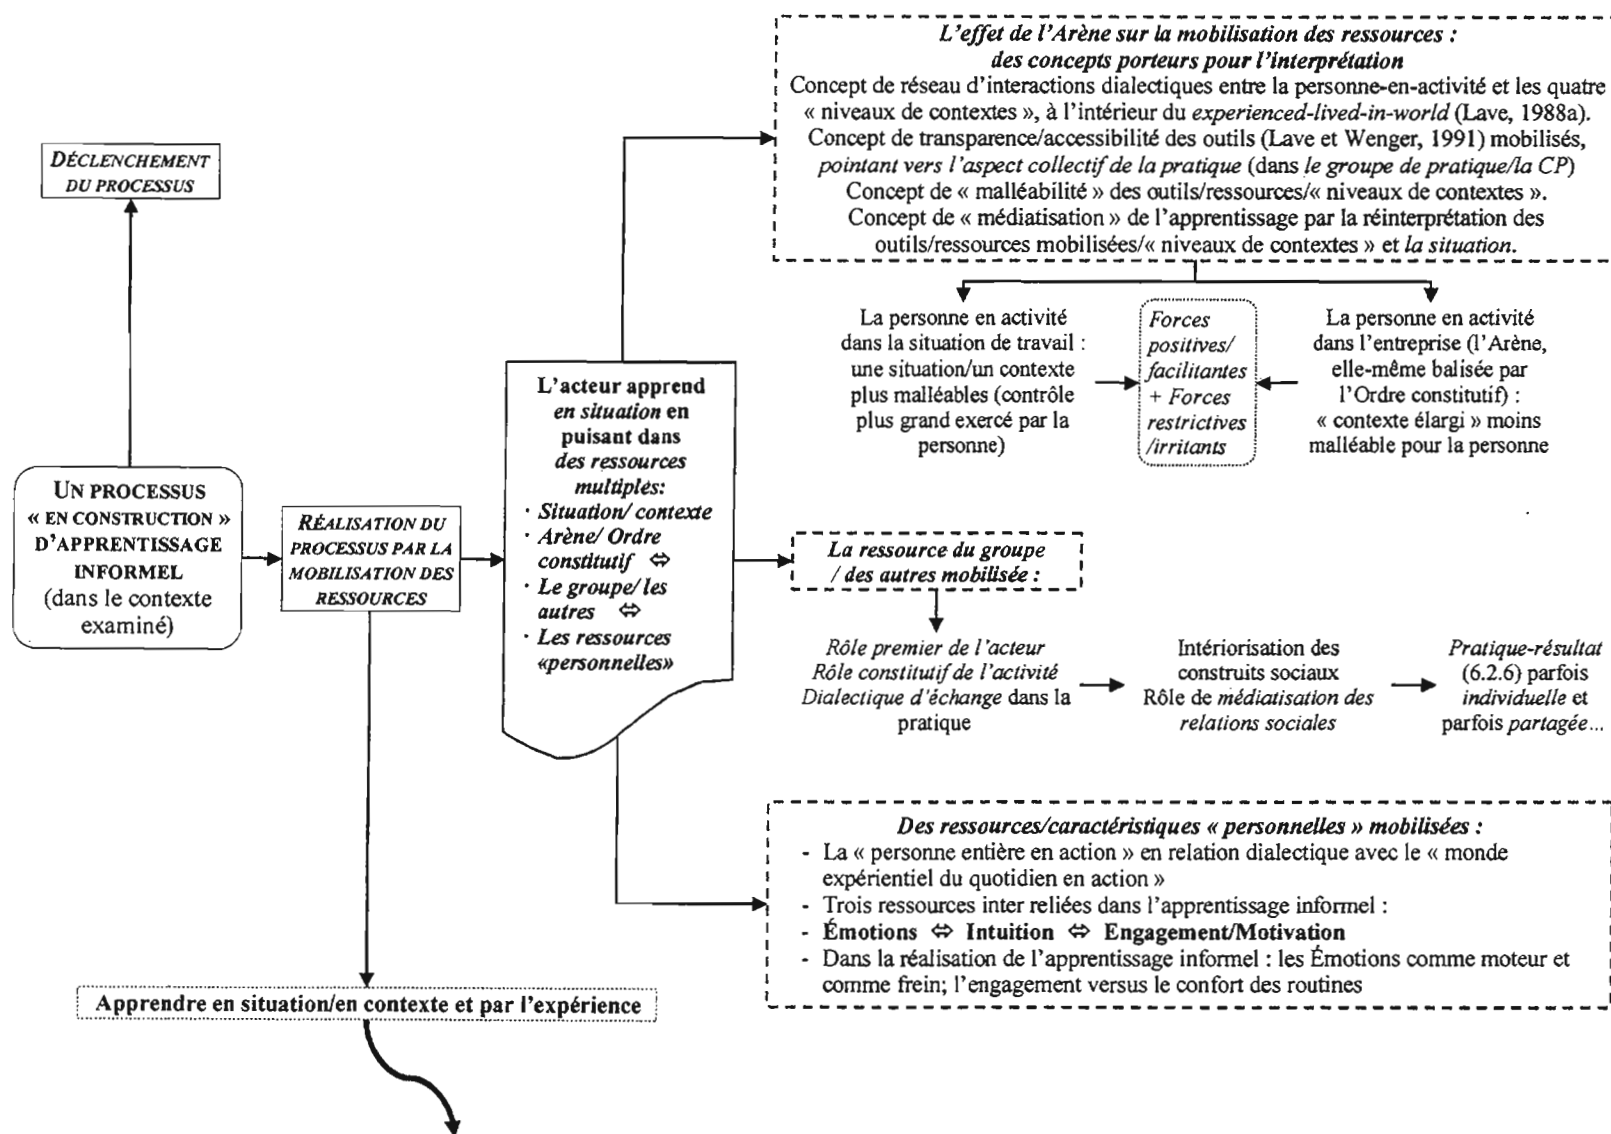 L'effet de l'Arène sur la mobilisation des ressources :
des concepts porteurs pour l'interprétation
Concept de réseau d'interactions dialectiques entre la personne-en-activité et les quatre
« niveaux de contextes », à l'intérieur du experienced-lived-in-world (Lave, 1988a).
Concept de transparence/accessibilité des outils (Lave et Wenger, 1991) mobilisés,
pointant vers l'aspect collectif de la pratique (dans le groupe de pratique/la CP)
Concept de « malléabilité » des outils/ressources/« niveaux de contextes ».
Concept de « médiatisation » de l'apprentissage par la réinterprétation des
outils/ressources mobilisées/« niveaux de contextes » et la situation.
DÉCLENCHEMENT
DU PROCESSUS
La personne en activité
dans la situation de travail :
une situation/un contexte
plus malléables (contrôle
plus grand exercé par la
personne)
Forces
positives/
facilitantes
+ Forces
restrictives
/irritants
La personne en activité
dans l'entreprise (l'Arène,
elle-même balisée par
l'Ordre constitutif) :
« contexte élargi » moins
malléable pour la personne
UN PROCESSUS
« EN CONSTRUCTION »
D'APPRENTISSAGE
INFORMEL
(dans le contexte
examiné)
RÉALISATION DU
PROCESSUS PAR LA
MOBILISATION DES
RESSOURCES
L'acteur apprend
en situation en
puisant dans
des ressources
multiples:
· Situation/ contexte
· Arène/ Ordre
constitutif ⇔
· Le groupe/ les
autres ⇔
· Les ressources
«personnelles»
La ressource du groupe
/ des autres mobilisée :
Rôle premier de l'acteur
Rôle constitutif de l'activité
Dialectique d'échange dans la
pratique
Intériorisation des
construits sociaux
Rôle de médiatisation des
relations sociales
Pratique-résultat
(6.2.6) parfois
individuelle et
parfois partagée...
Des ressources/caractéristiques « personnelles » mobilisées :
- La « personne entière en action » en relation dialectique avec le « monde
expérientiel du quotidien en action »
- Trois ressources inter reliées dans l'apprentissage informel :
- Émotions ⇔ Intuition ⇔ Engagement/Motivation
- Dans la réalisation de l'apprentissage informel : les Émotions comme moteur et
comme frein; l'engagement versus le confort des routines
Apprendre en situation/en contexte et par l'expérience